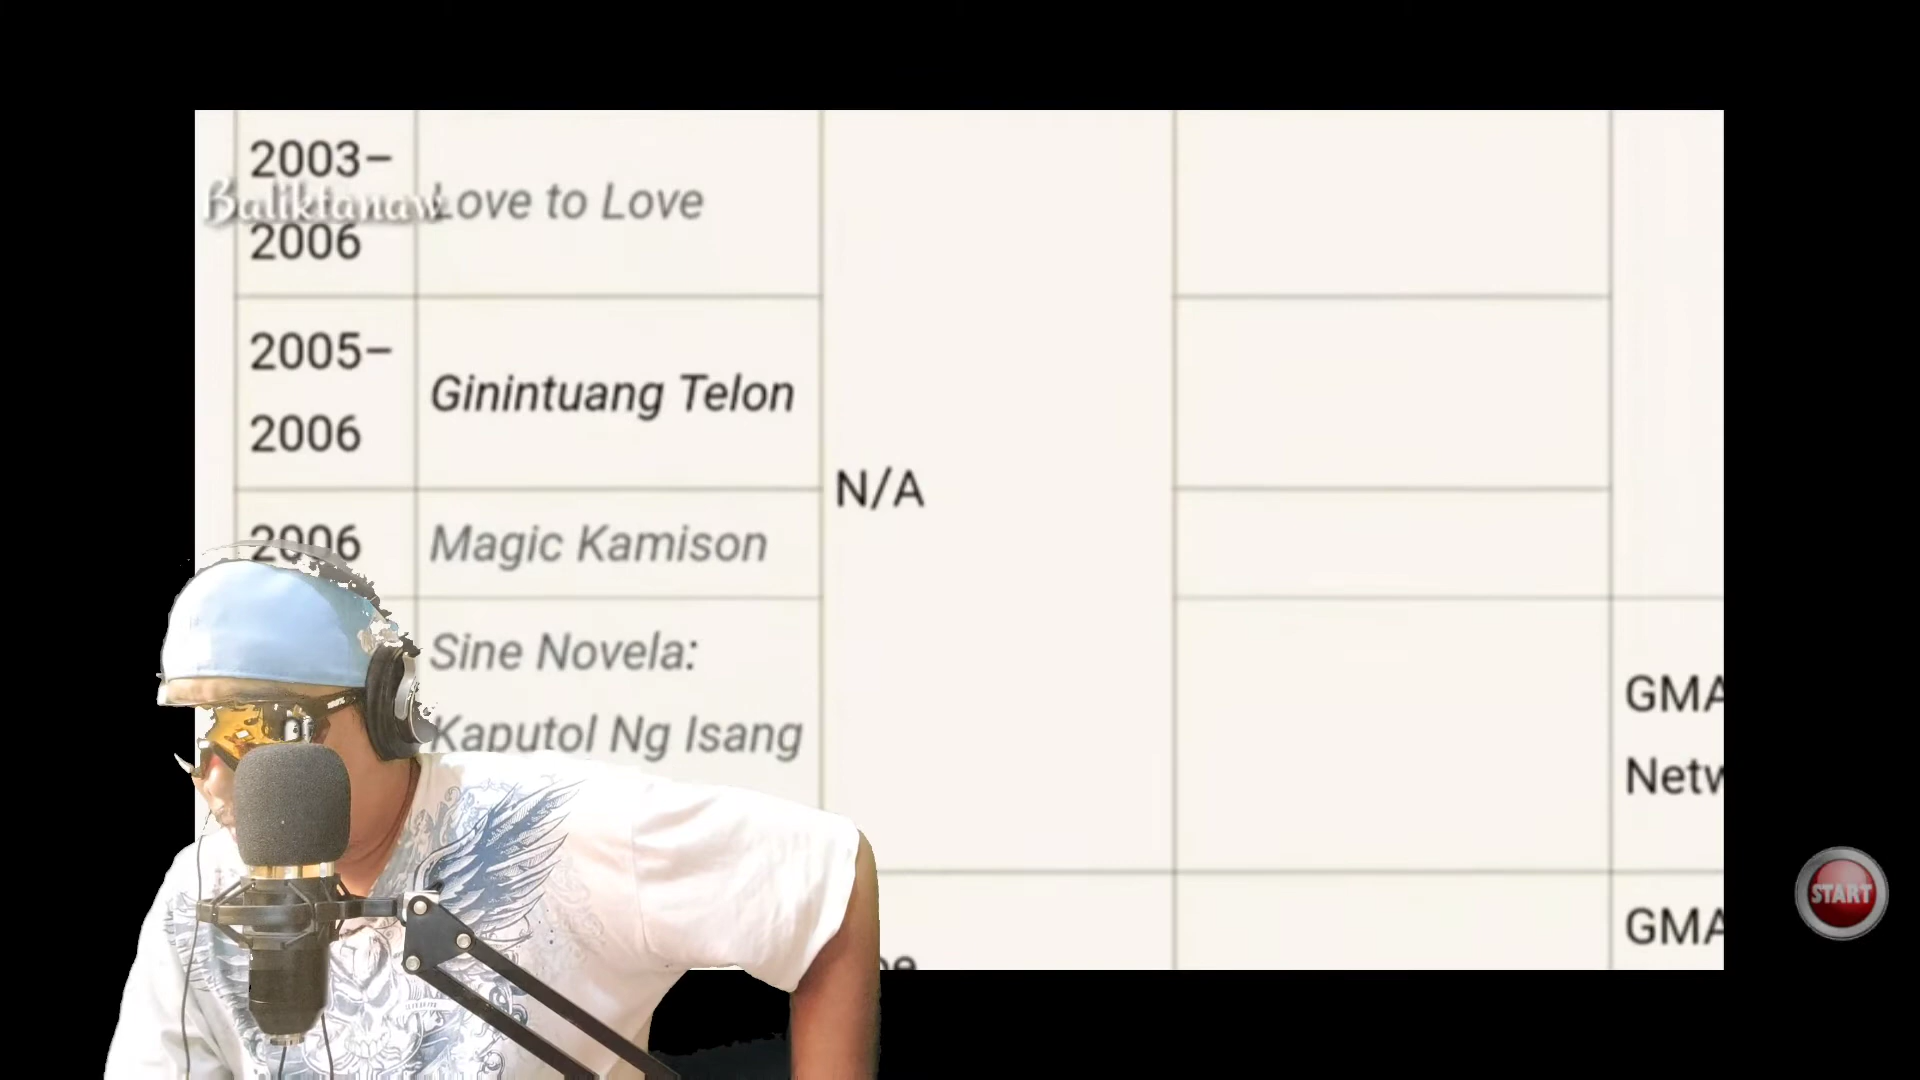 2003–
Baliktanaw
Love to Love
2006
2005–
Ginintuang Telon
2006
N/A
2006
Magic Kamison
Sine Novela:
Kaputol Ng Isang
GMA
Netw
GMA
START